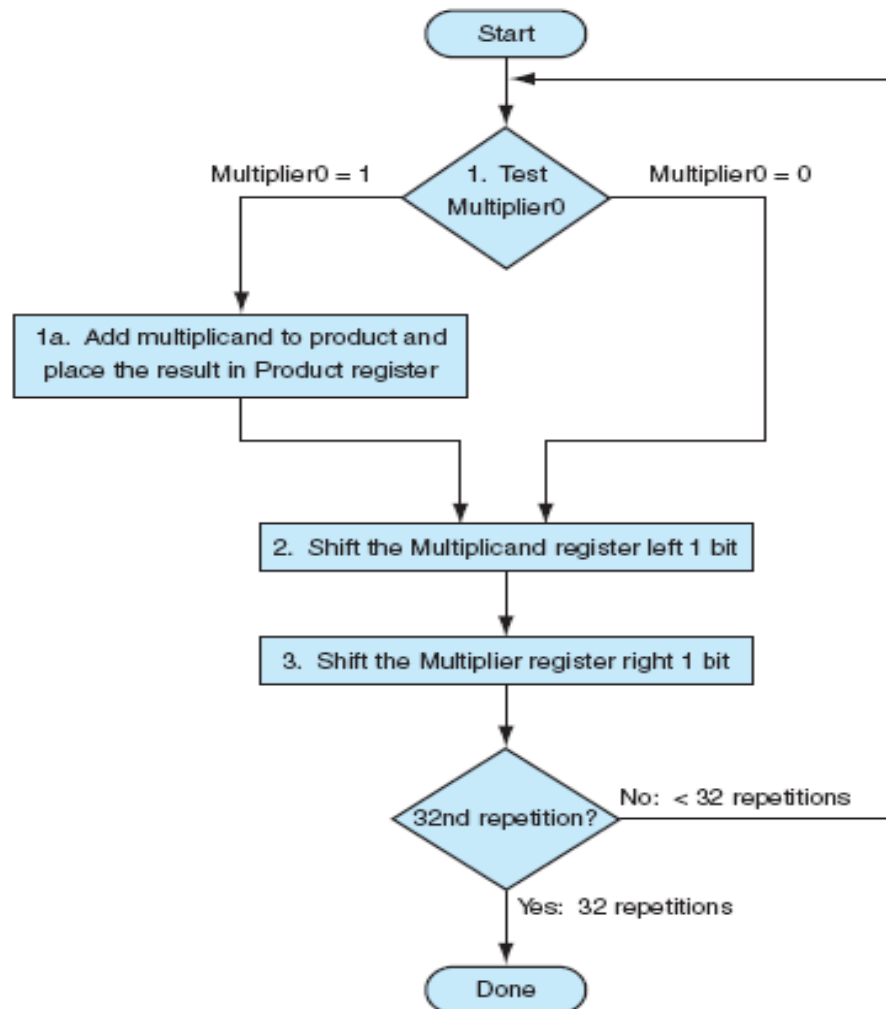 Start
Multiplier0 = 1
1. Test
Multiplier0
Multiplier0 = 0
1a. Add multiplicand to product and
place the result in Product register
2. Shift the Multiplicand register left 1 bit
3. Shift the Multiplier register right 1 bit
32nd repetition?
No: < 32 repetitions
Yes: 32 repetitions
Done